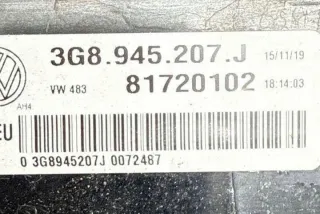 3G8.945.207.J 15/11/19
VW 483 81720102 18:14:03
AH4
EU
0 3G8945207J 0072487